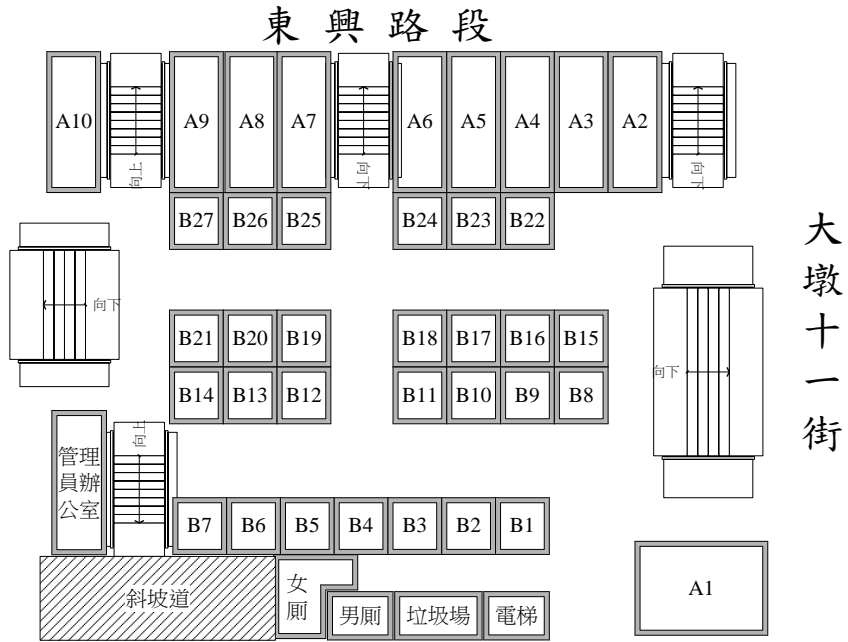 東興路段
A10
A9
A8
A7
A6
A5
A4
A3
A2
向上
向下
向下
B27
B26
B25
B24
B23
B22
大墩十一街
向下
B21
B20
B19
B18
B17
B16
B15
向下
B14
B13
B12
B11
B10
B9
B8
管理
員辦
公室
向上
B7
B6
B5
B4
B3
B2
B1
斜坡道
女
廁
男廁
垃圾場
電梯
A1